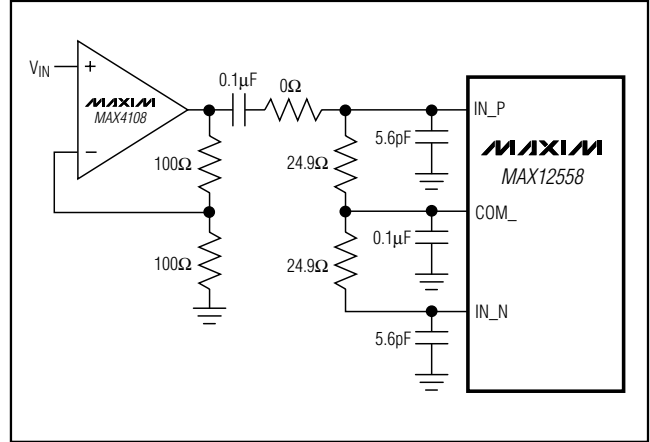 VIN
+
−
MAXIM
MAX4108
0.1μF
0Ω
100Ω
100Ω
24.9Ω
24.9Ω
5.6pF
0.1μF
5.6pF
IN_P
MAXIM
MAX12558
COM_
IN_N